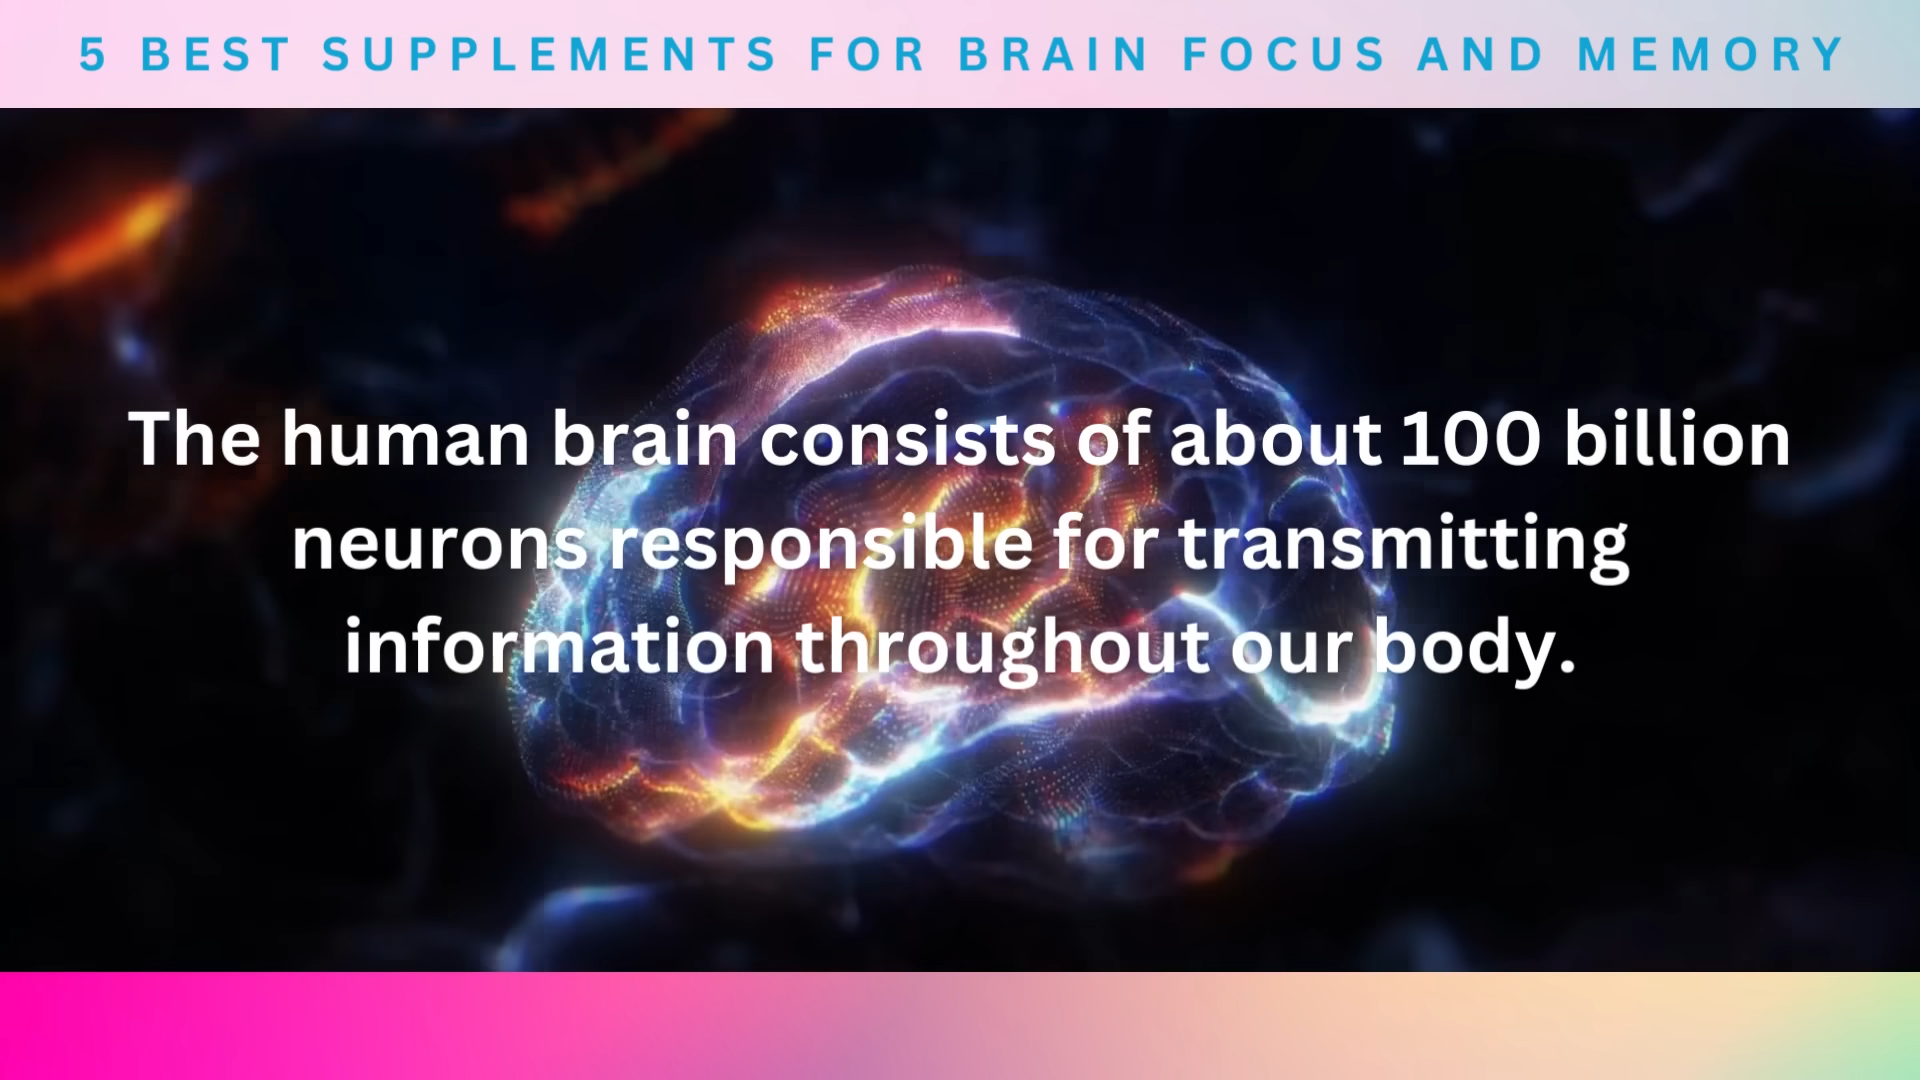 5 BEST SUPPLEMENTS FOR BRAIN FOCUS AND MEMORY
The human brain consists of about 100 billion
neurons responsible for transmitting
information throughout our body.